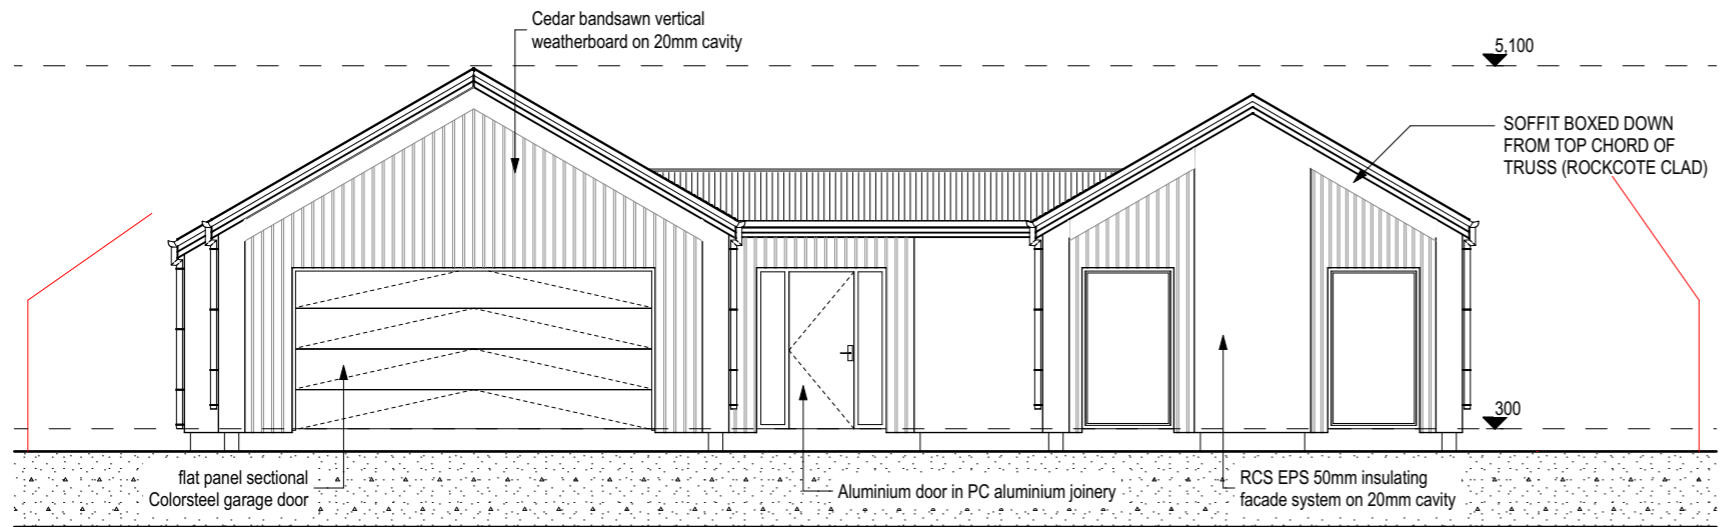 Cedar bandsawn vertical
weatherboard on 20mm cavity
5,100
SOFFIT BOXED DOWN
FROM TOP CHORD OF
TRUSS (ROCKCOTE CLAD)
300
flat panel sectional
Colorsteel garage door
Aluminium door in PC aluminium joinery
RCS EPS 50mm insulating
facade system on 20mm cavity